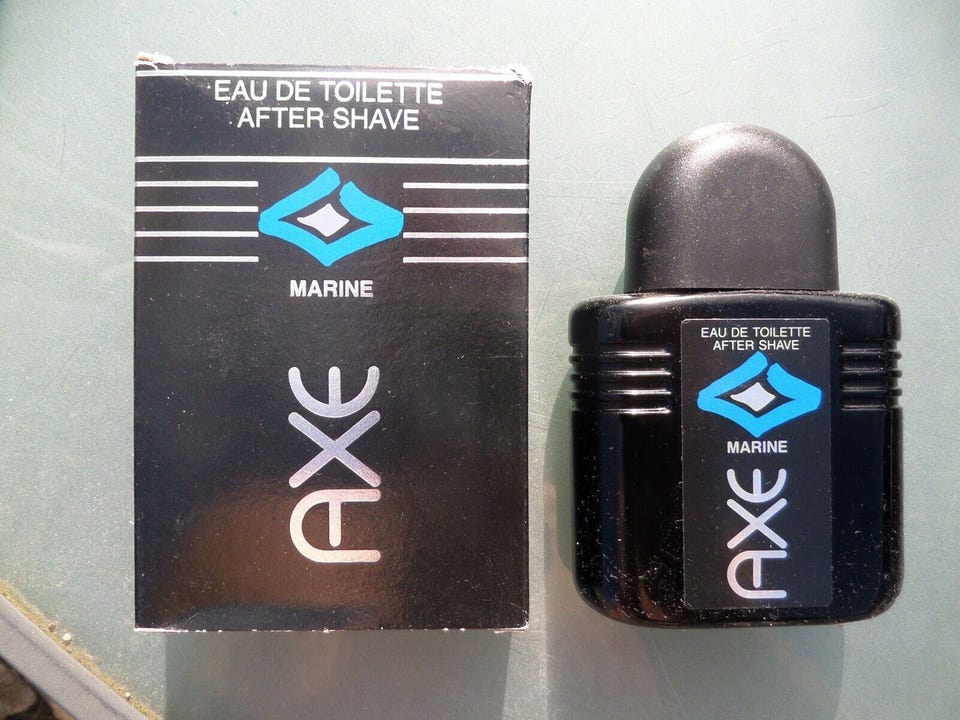 EAU DE TOILETTE
AFTER SHAVE
MARINE
AXE
EAU DE TOILETTE
AFTER SHAVE
MARINE
AXE